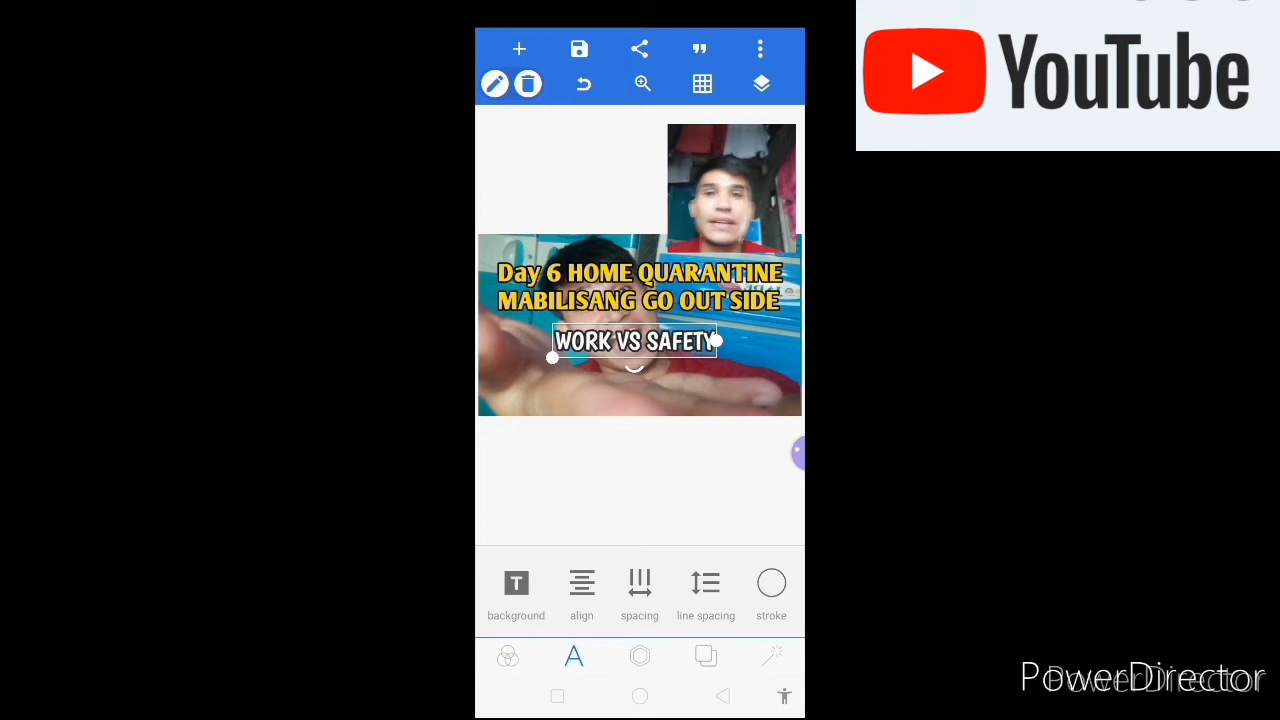 YouTube
Day 6 HOME QUARANTINE
MABILISANG GO OUT SIDE
WORK VS SAFETY
T
background
align
spacing
line spacing
stroke
A
PowerDirector
PowerDirector